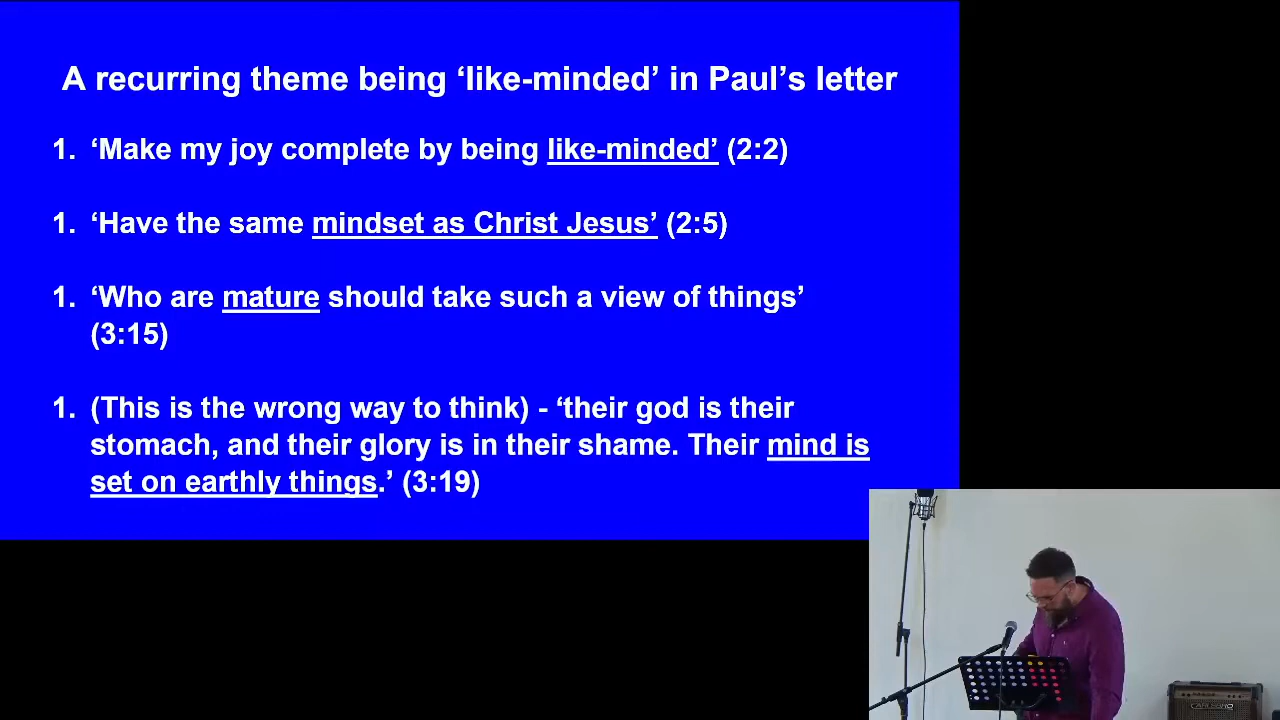 A recurring theme being ‘like-minded’ in Paul’s letter
1. ‘Make my joy complete by being like-minded’ (2:2)
1. ‘Have the same mindset as Christ Jesus’ (2:5)
1. ‘Who are mature should take such a view of things’
(3:15)
1. (This is the wrong way to think) - ‘their god is their
stomach, and their glory is in their shame. Their mind is
set on earthly things.’ (3:19)